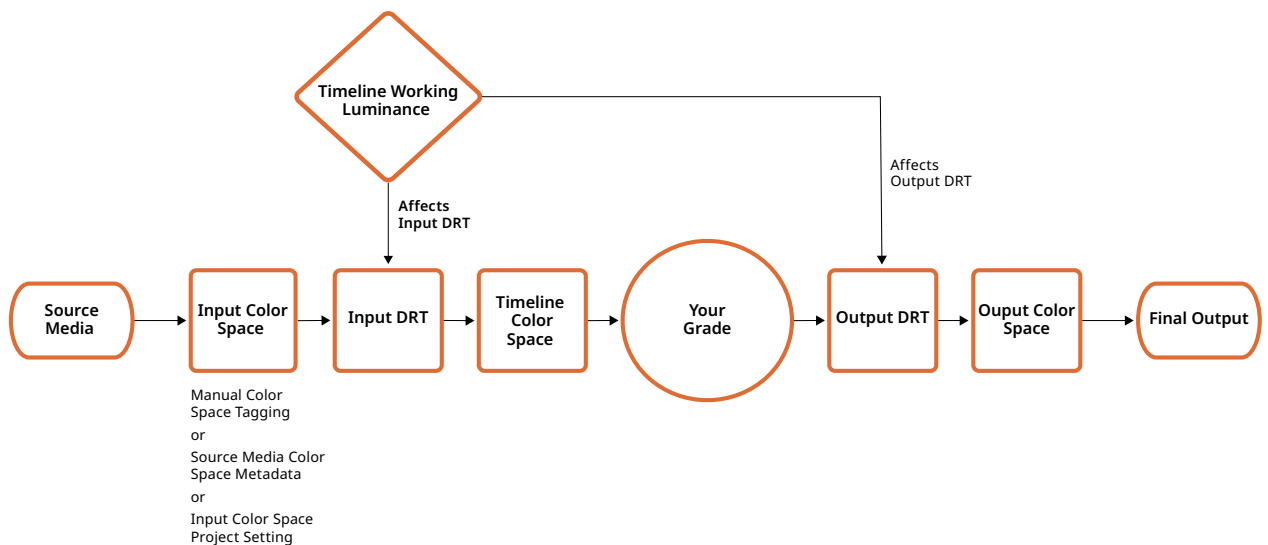 Timeline Working
Luminance
Affects
Output DRT
Affects
Input DRT
Source
Media
Input Color
Space
Input DRT
Timeline
Color
Space
Your
Grade
Output DRT
Ouput Color
Space
Final Output
Manual Color
Space Tagging
or
Source Media Color
Space Metadata
or
Input Color Space
Project Setting